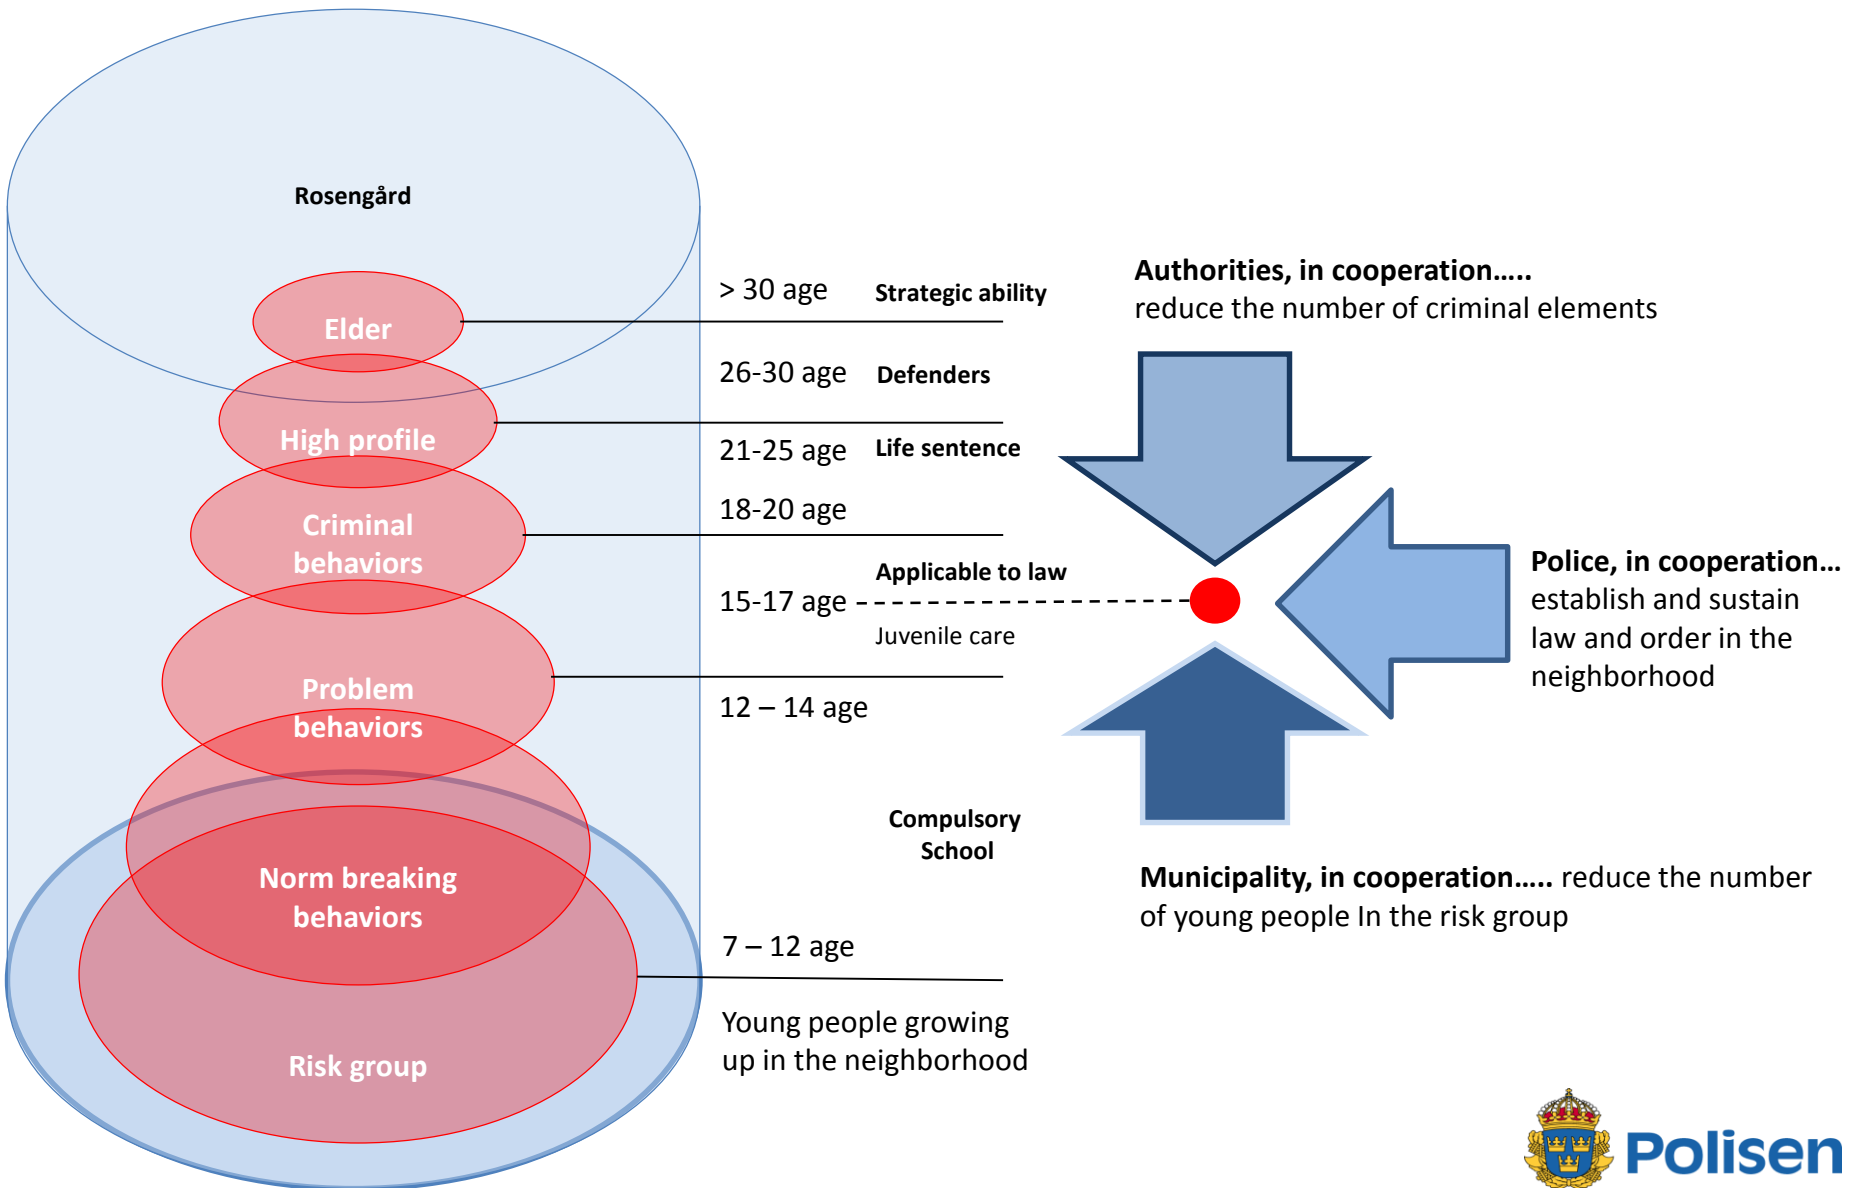 Rosengård
Elder
High profile
Criminal
behaviors
Problem
behaviors
Norm breaking
behaviors
Risk group
> 30 age
Strategic ability
26-30 age
Defenders
21-25 age
Life sentence
18-20 age
Applicable to law
15-17 age
Juvenile care
12 – 14 age
Compulsory
School
7 – 12 age
Young people growing
up in the neighborhood
Authorities, in cooperation…..
reduce the number of criminal elements
Police, in cooperation…
establish and sustain
law and order in the
neighborhood
Municipality, in cooperation….. reduce the number
of young people In the risk group
Polisen